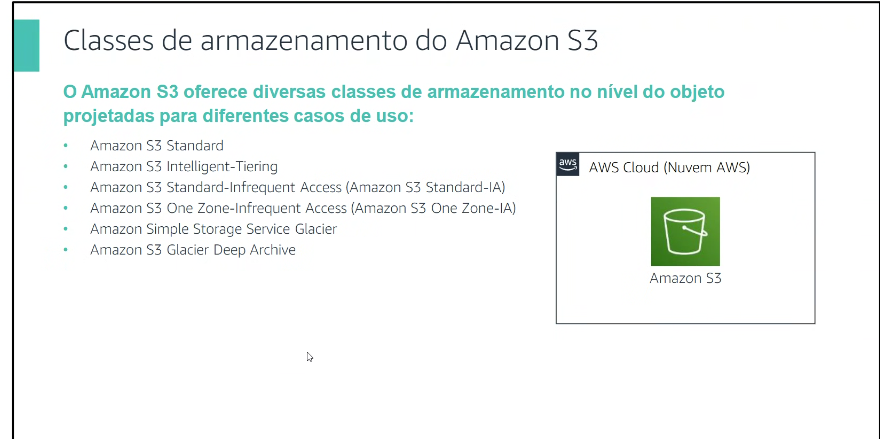 Classes de armazenamento do Amazon S3
O Amazon S3 oferece diversas classes de armazenamento no nível do objeto
projetadas para diferentes casos de uso:
• Amazon S3 Standard
• Amazon S3 Intelligent-Tiering
• Amazon S3 Standard-Infrequent Access (Amazon S3 Standard-IA)
• Amazon S3 One Zone-Infrequent Access (Amazon S3 One Zone-IA)
• Amazon Simple Storage Service Glacier
• Amazon S3 Glacier Deep Archive
aws AWS Cloud (Nuvem AWS)
Amazon S3